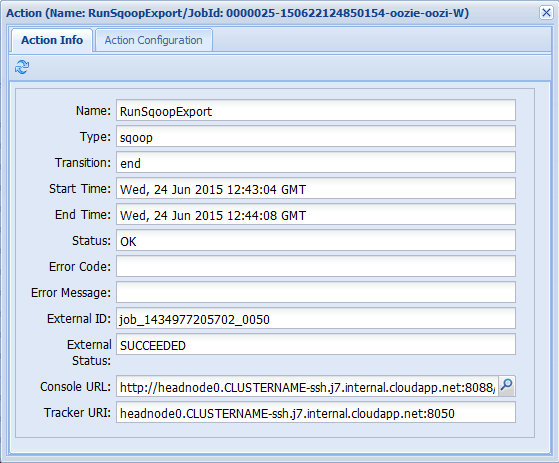 Action (Name: RunSqoopExport/JobId: 0000025-150622124850154-oozie-oozi-W)
Action Info Action Configuration
Name: RunSqoopExport
Type: sqoop
Transition: end
Start Time: Wed, 24 Jun 2015 12:43:04 GMT
End Time: Wed, 24 Jun 2015 12:44:08 GMT
Status: OK
Error Code:
Error Message:
External ID: job_1434977205702_0050
External
Status: SUCCEEDED
Console URL: http://headnode0.CLUSTERNAME-ssh.j7.internal.cloudapp.net:8088/
Tracker URI: headnode0.CLUSTERNAME-ssh.j7.internal.cloudapp.net:8050